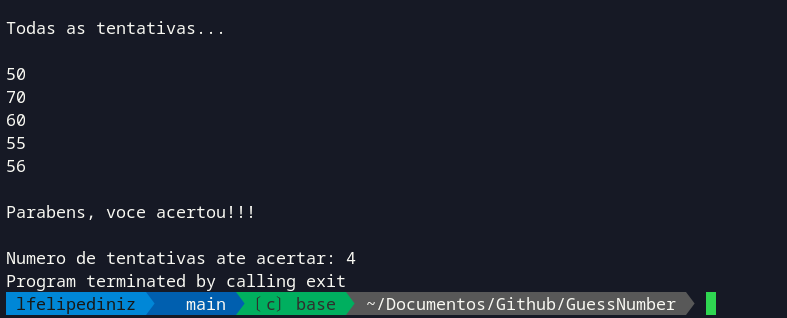 Todas as tentativas...
50
70
60
55
56
Parabens, voce acertou!!!
Numero de tentativas ate acertar: 4
Program terminated by calling exit
lfelipediniz main (c) base ~/Documentos/Github/GuessNumber